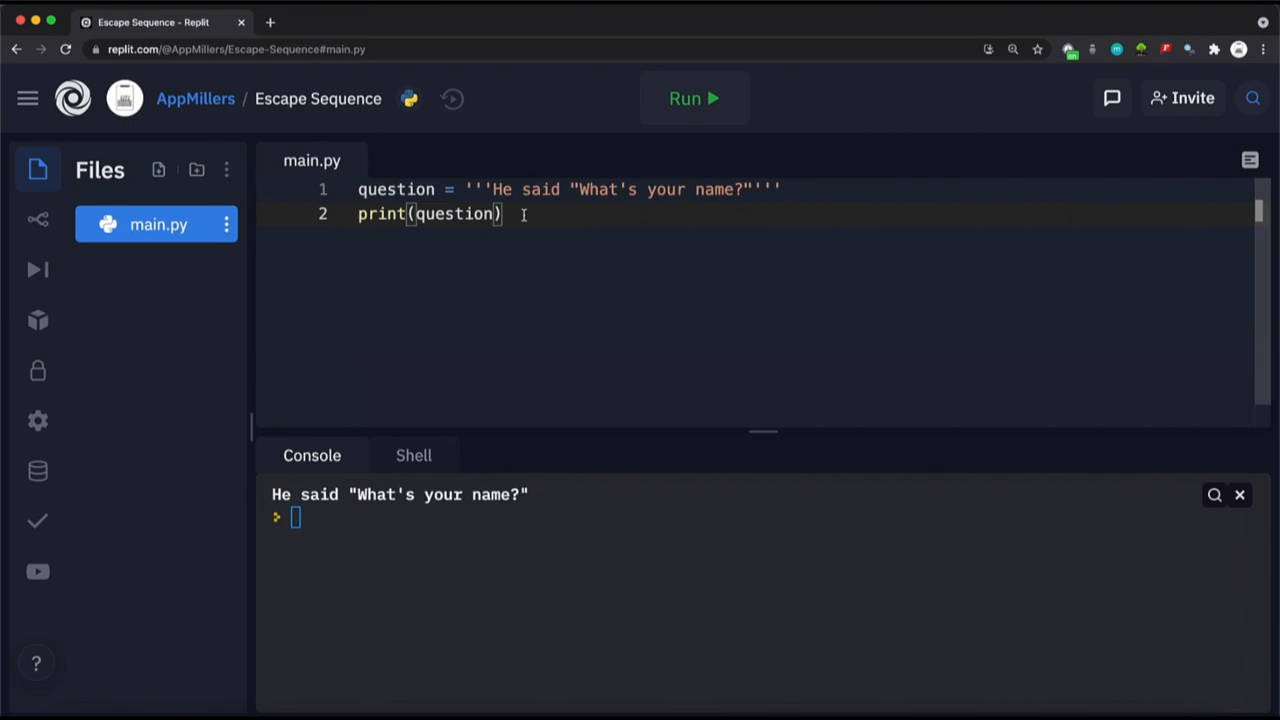 Escape Sequence - Replit
replit.com/@AppMillers/Escape-Sequence#main.py
AppMillers / Escape Sequence
Run
Invite
Files
main.py
main.py
1 question = '''He said "What's your name?"'''
2 print(question)
Console
Shell
He said "What's your name?"
?